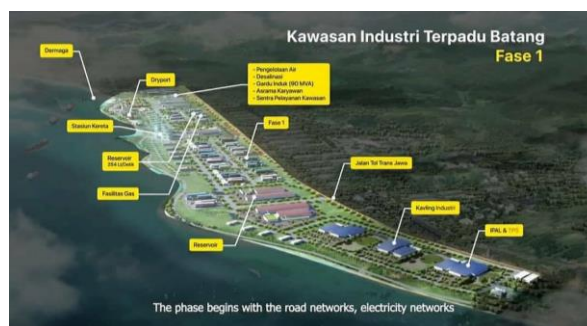 Kawasan Industri Terpadu Batang
Fase 1
Dermaga
Dryport
- Pengelolaan Air
- Desalinasi
- Gardu Induk (90 MVA)
- Asrama Karyawan
- Sentra Pelayanan Kawasan
Stasiun Kereta
Fase 1
Reservoir
Jalan Tol Trans Jawa
Fasilitas Gas
Kavling Industri
IPAL &
Reservoir
The phase begins with the road networks, electricity networks